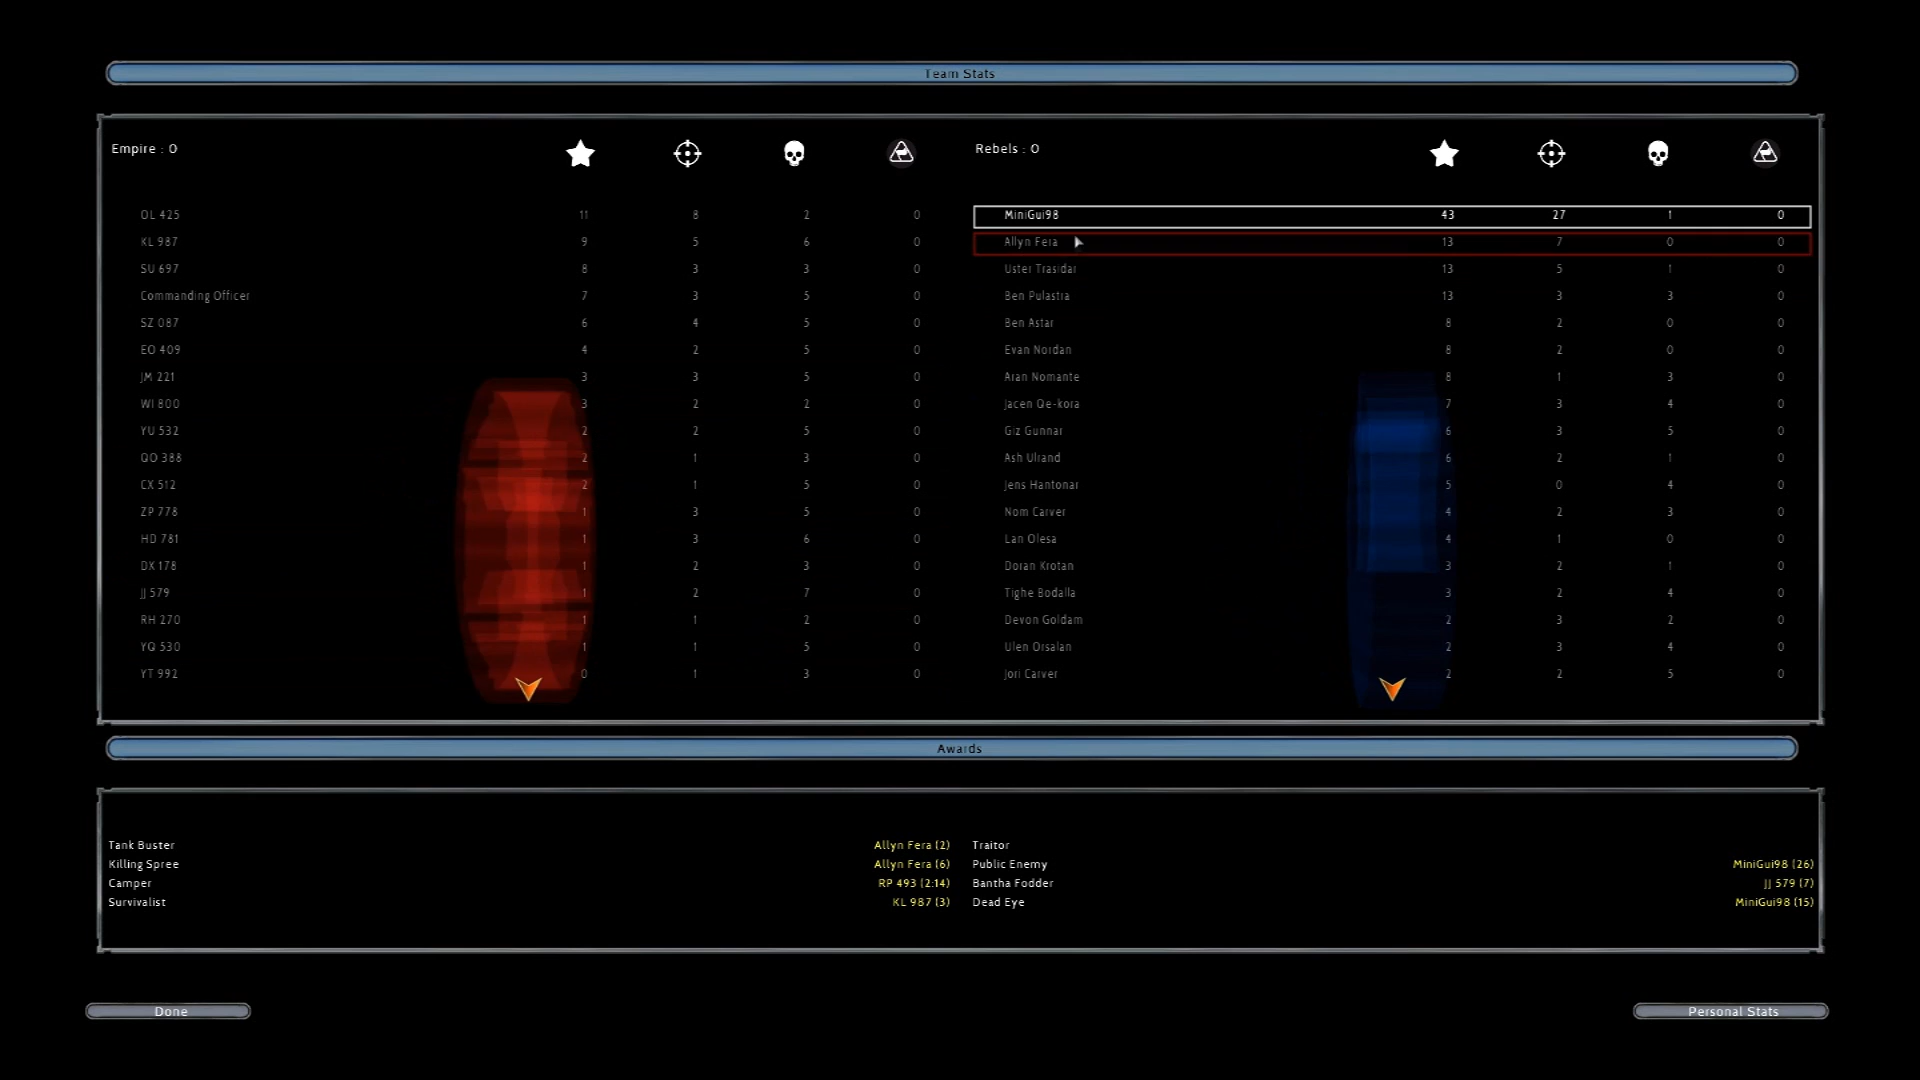 Team Stats
Empire : 0
OL 425 11 8 2 0
KL 987 9 5 6 0
SU 697 8 3 3 0
Commanding Officer 7 3 5 0
SZ 087 6 4 5 0
EO 409 4 2 5 0
JM 221 3 3 5 0
WI 800 3 2 2 0
YU 532 2 2 5 0
QO 388 2 1 3 0
CX 512 2 1 5 0
ZP 778 1 3 5 0
HD 781 1 3 6 0
DX 178 1 2 3 0
JJ 579 1 2 7 0
RH 270 1 1 2 0
YQ 530 1 1 5 0
YT 992 0 1 3 0
Rebels : 0
MiniGui98 43 27 1 0
Allyn Fera 13 7 0 0
Uster Trasidar 13 5 1 0
Ben Pulastra 13 3 3 0
Ben Astar 8 2 0 0
Evan Nordan 8 2 0 0
Aran Nomante 8 1 3 0
Jacen Qe-kora 7 3 4 0
Giz Gunnar 6 3 5 0
Ash Ulrand 6 2 1 0
Jens Hantonar 5 0 4 0
Nom Carver 4 2 3 0
Lan Olesa 4 1 0 0
Doran Krotan 3 2 1 0
Tighe Bodalla 3 2 4 0
Devon Goldam 2 3 2 0
Ulen Orsalan 2 3 4 0
Jori Carver 2 2 5 0
Awards
Tank Buster Allyn Fera (2)
Killing Spree Allyn Fera (6)
Camper RP 493 (2:14)
Survivalist KL 987 (3)
Traitor
Public Enemy MiniGui98 (26)
Bantha Fodder JJ 579 (7)
Dead Eye MiniGui98 (15)
Done
Personal Stats